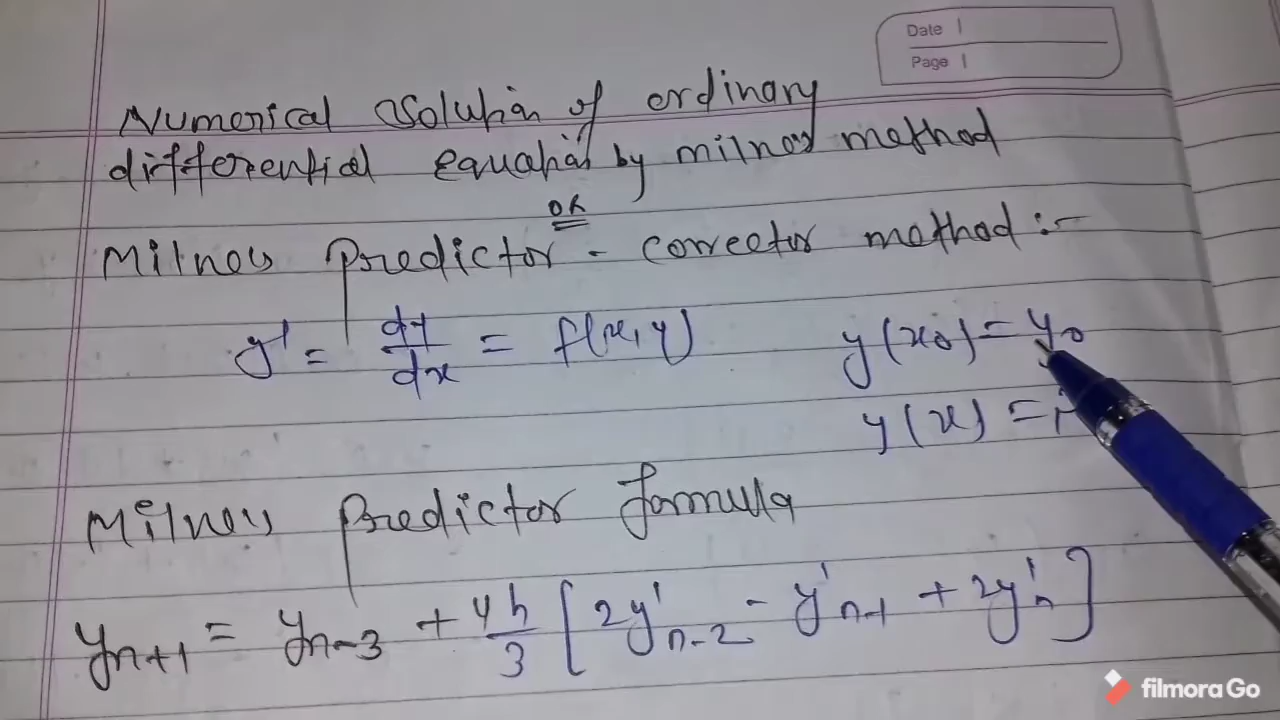 Date
Page
Numerical Solution of ordinary
differential equation by milnes method
OR
Milnes Predictor - corrector method :-
y' = dy/dx = f(x, y) y(x0) = y0
y(x) =
Milnes Predictor formula
yn+1 = yn-3 + 4h/3 [2y'n-2 - y'n-1 + 2y'n]
filmora Go